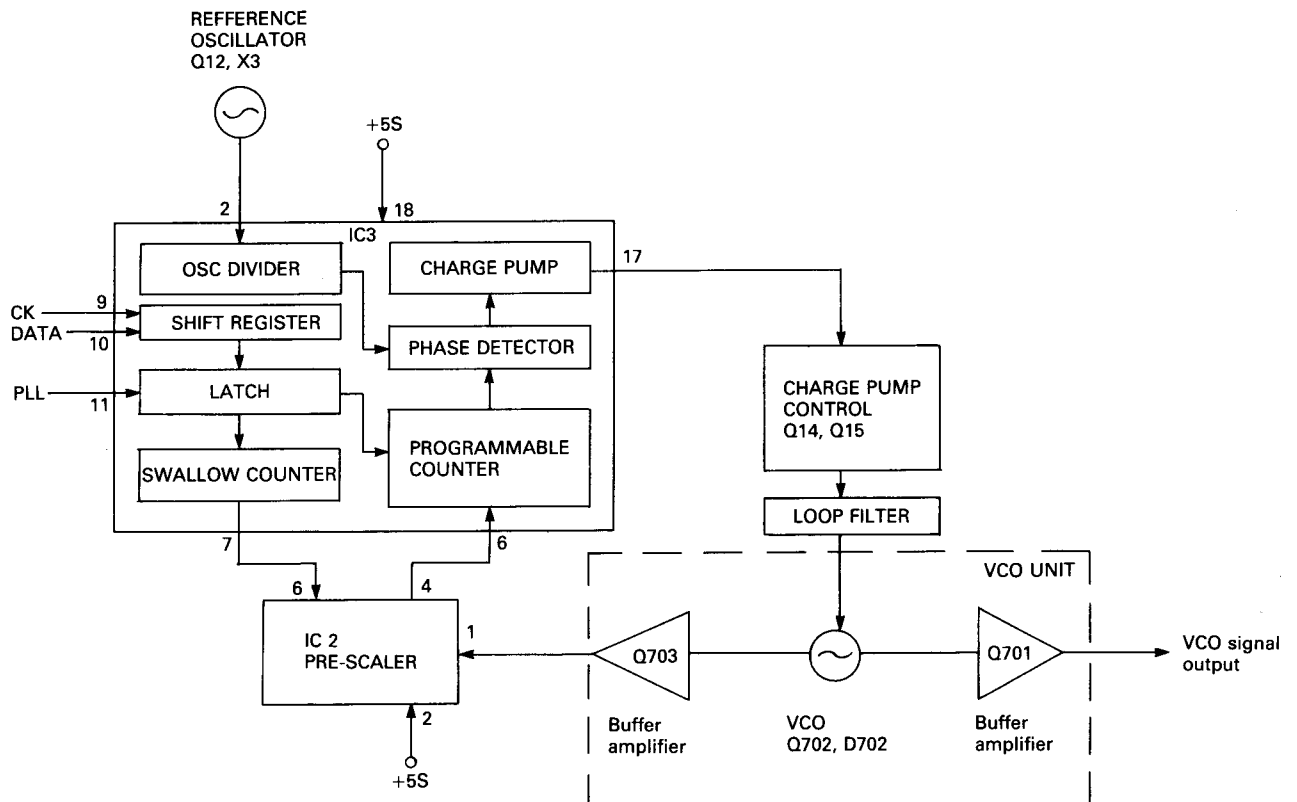 REFFERENCE
OSCILLATOR
Q12, X3
+5S
2
18
IC3
OSC DIVIDER
CHARGE PUMP
17
CK
9
DATA
10
SHIFT REGISTER
PHASE DETECTOR
PLL
11
LATCH
PROGRAMMABLE
COUNTER
SWALLOW COUNTER
CHARGE PUMP
CONTROL
Q14, Q15
LOOP FILTER
7
6
6
4
IC 2
PRE-SCALER
1
2
+5S
VCO UNIT
Q703
Q701
VCO signal
output
Buffer
amplifier
VCO
Q702, D702
Buffer
amplifier